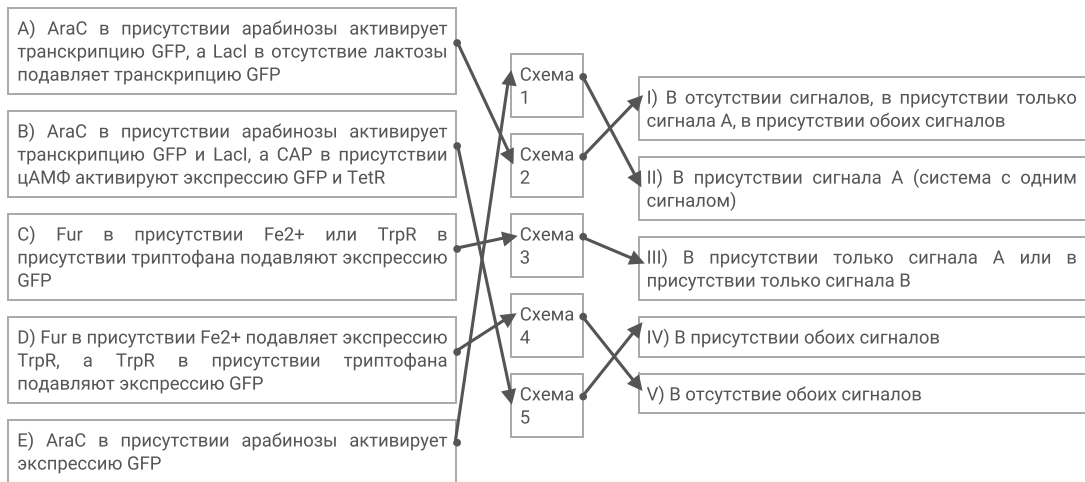 A) AraC в присутствии арабинозы активирует
транскрипцию GFP, а LacI в отсутствие лактозы
подавляет транскрипцию GFP
B) AraC в присутствии арабинозы активирует
транскрипцию GFP и LacI, а CAP в присутствии
цАМФ активируют экспрессию GFP и TetR
C) Fur в присутствии Fe2+ или TrpR в
присутствии триптофана подавляют экспрессию
GFP
D) Fur в присутствии Fe2+ подавляет экспрессию
TrpR, а TrpR в присутствии триптофана
подавляют экспрессию GFP
E) AraC в присутствии арабинозы активирует
экспрессию GFP
Схема
1
Схема
2
Схема
3
Схема
4
Схема
5
I) В отсутствии сигналов, в присутствии только
сигнала A, в присутствии обоих сигналов
II) В присутствии сигнала A (система с одним
сигналом)
III) В присутствии только сигнала A или в
присутствии только сигнала B
IV) В присутствии обоих сигналов
V) В отсутствие обоих сигналов